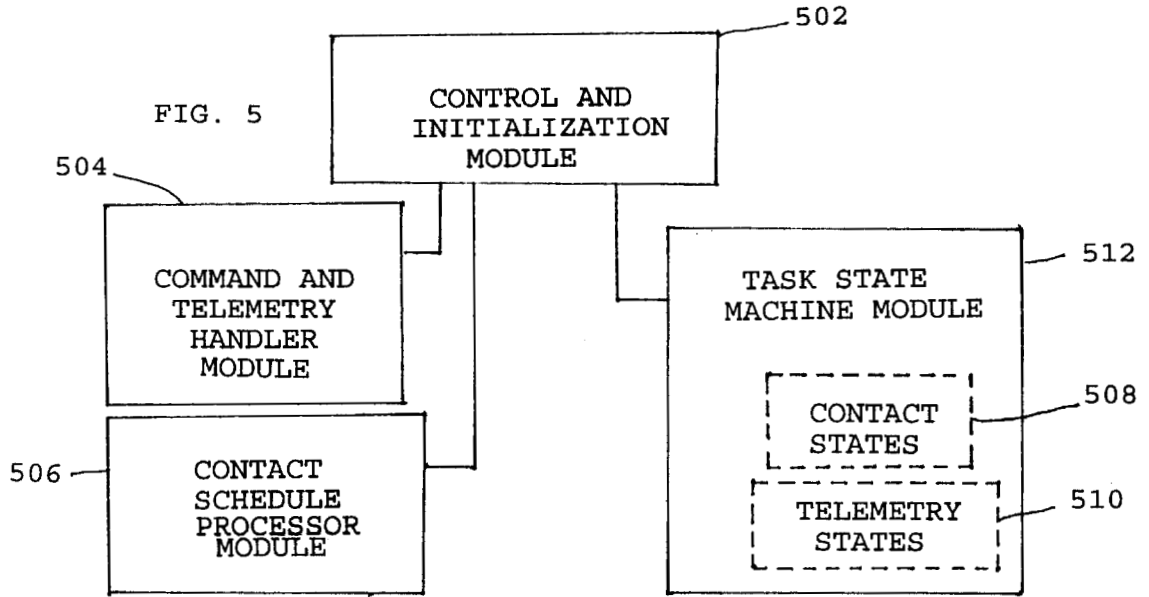 502
CONTROL AND
INITIALIZATION
MODULE
FIG. 5
504
COMMAND AND
TELEMETRY
HANDLER
MODULE
512
TASK STATE
MACHINE MODULE
508
CONTACT
STATES
506
CONTACT
SCHEDULE
PROCESSOR
MODULE
510
TELEMETRY
STATES